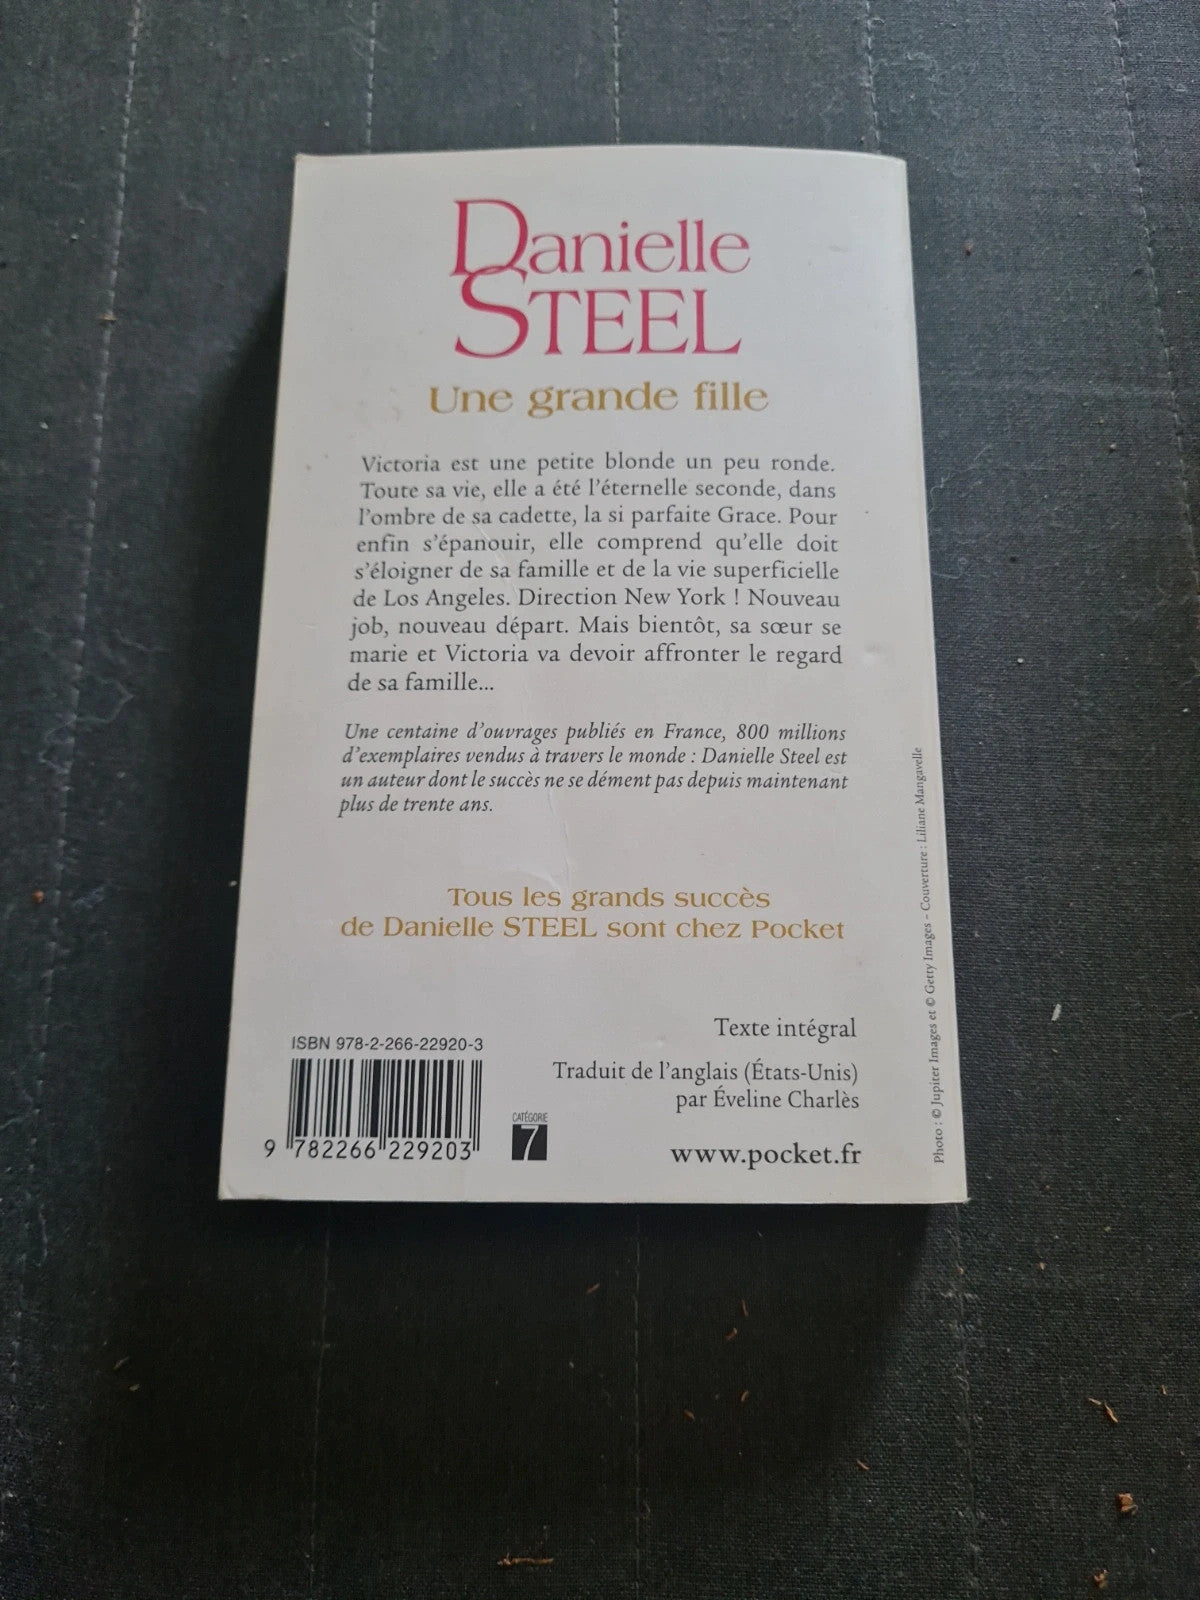 Danielle
STEEL
Une grande fille
Victoria est une petite blonde un peu ronde.
Toute sa vie, elle a été l'éternelle seconde, dans
l'ombre de sa cadette, la si parfaite Grace. Pour
enfin s'épanouir, elle comprend qu'elle doit
s'éloigner de sa famille et de la vie superficielle
de Los Angeles. Direction New York ! Nouveau
job, nouveau départ. Mais bientôt, sa sœur se
marie et Victoria va devoir affronter le regard
de sa famille...
Une centaine d'ouvrages publiés en France, 800 millions
d'exemplaires vendus à travers le monde : Danielle Steel est
un auteur dont le succès ne se dément pas depuis maintenant
plus de trente ans.
Tous les grands succès
de Danielle STEEL sont chez Pocket
ISBN 978-2-266-22920-3
9 782266 229203
CATÉGORIE
7
Texte intégral
Traduit de l'anglais (États-Unis)
par Éveline Charlès
www.pocket.fr
Photo : © Jupiter Images et © Getty Images – Couverture : Liliane Mangavelle